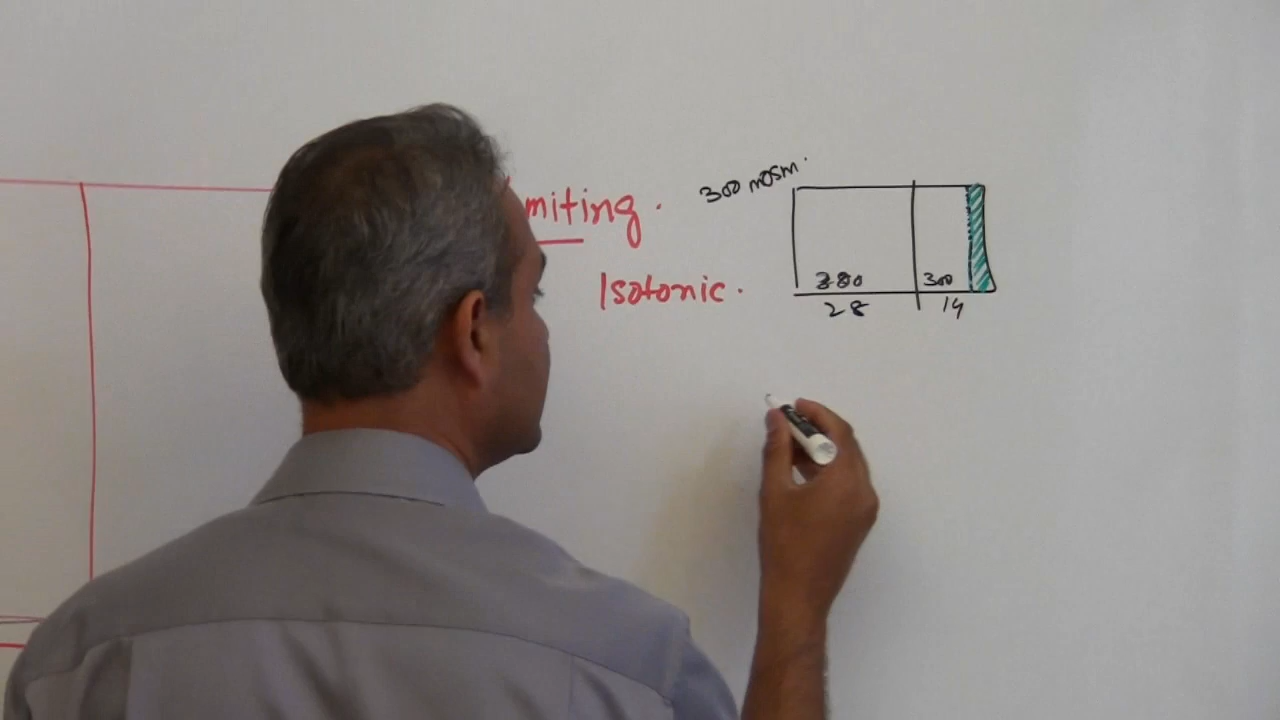 miting.
300 mosm.
Isotonic.
280 300
28 14